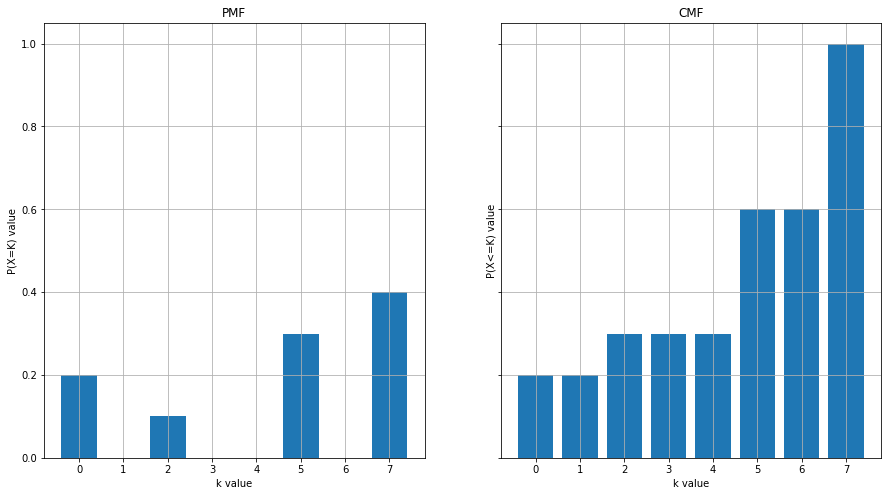 PMF
P(X=K) value
1.0
0.8
0.6
0.4
0.2
0.0
0 1 2 3 4 5 6 7
k value
CMF
P(X<=K) value
0 1 2 3 4 5 6 7
k value